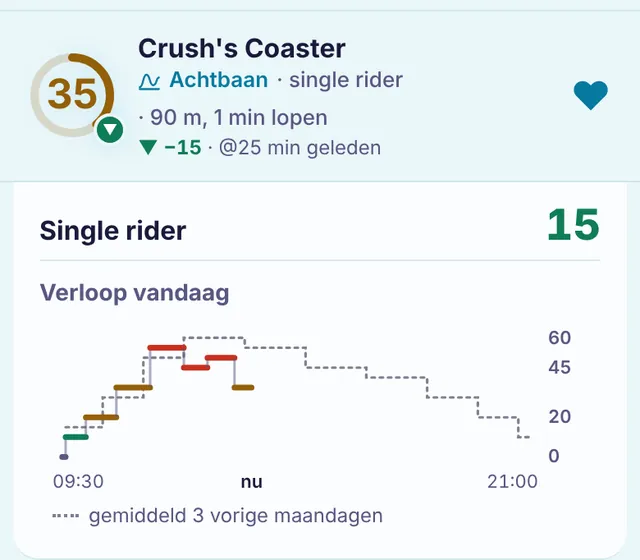 Crush's Coaster
35
Achtbaan · single rider
· 90 m, 1 min lopen
▼ −15 · @25 min geleden
Single rider
15
Verloop vandaag
60
45
20
0
09:30
nu
21:00
gemiddeld 3 vorige maandagen